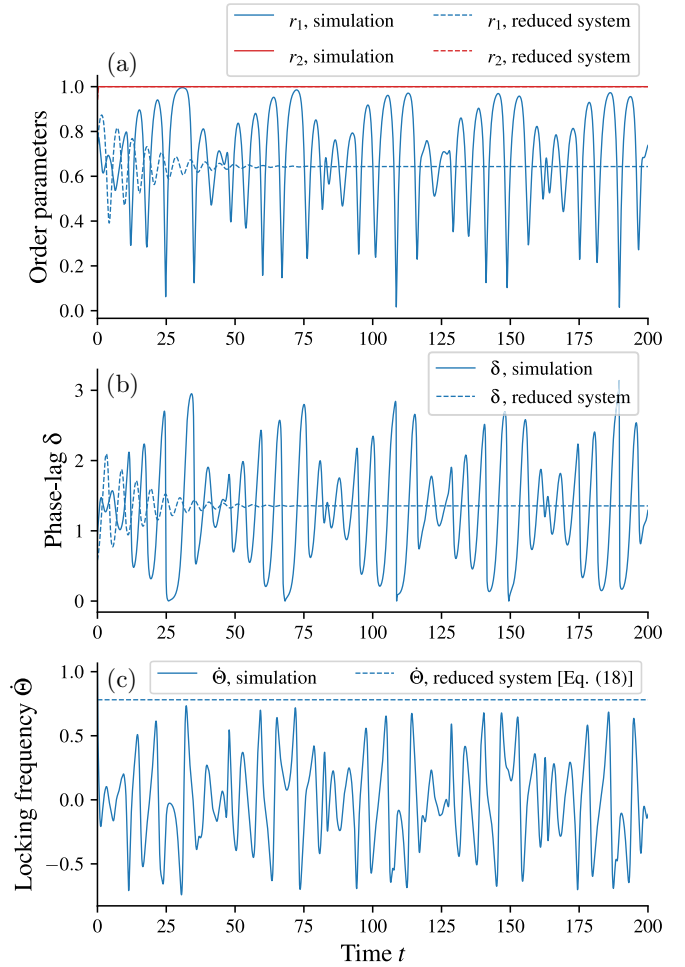 r₁, simulation r₁, reduced system
r₂, simulation r₂, reduced system
(a)
Order parameters
1.0
0.8
0.6
0.4
0.2
0.0
0 25 50 75 100 125 150 175 200
(b)
δ, simulation
δ, reduced system
Phase-lag δ
3
2
1
0
0 25 50 75 100 125 150 175 200
(c)
Θ̇, simulation Θ̇, reduced system [Eq. (18)]
Locking frequency Θ̇
1.0
0.5
0.0
−0.5
0 25 50 75 100 125 150 175 200
Time t